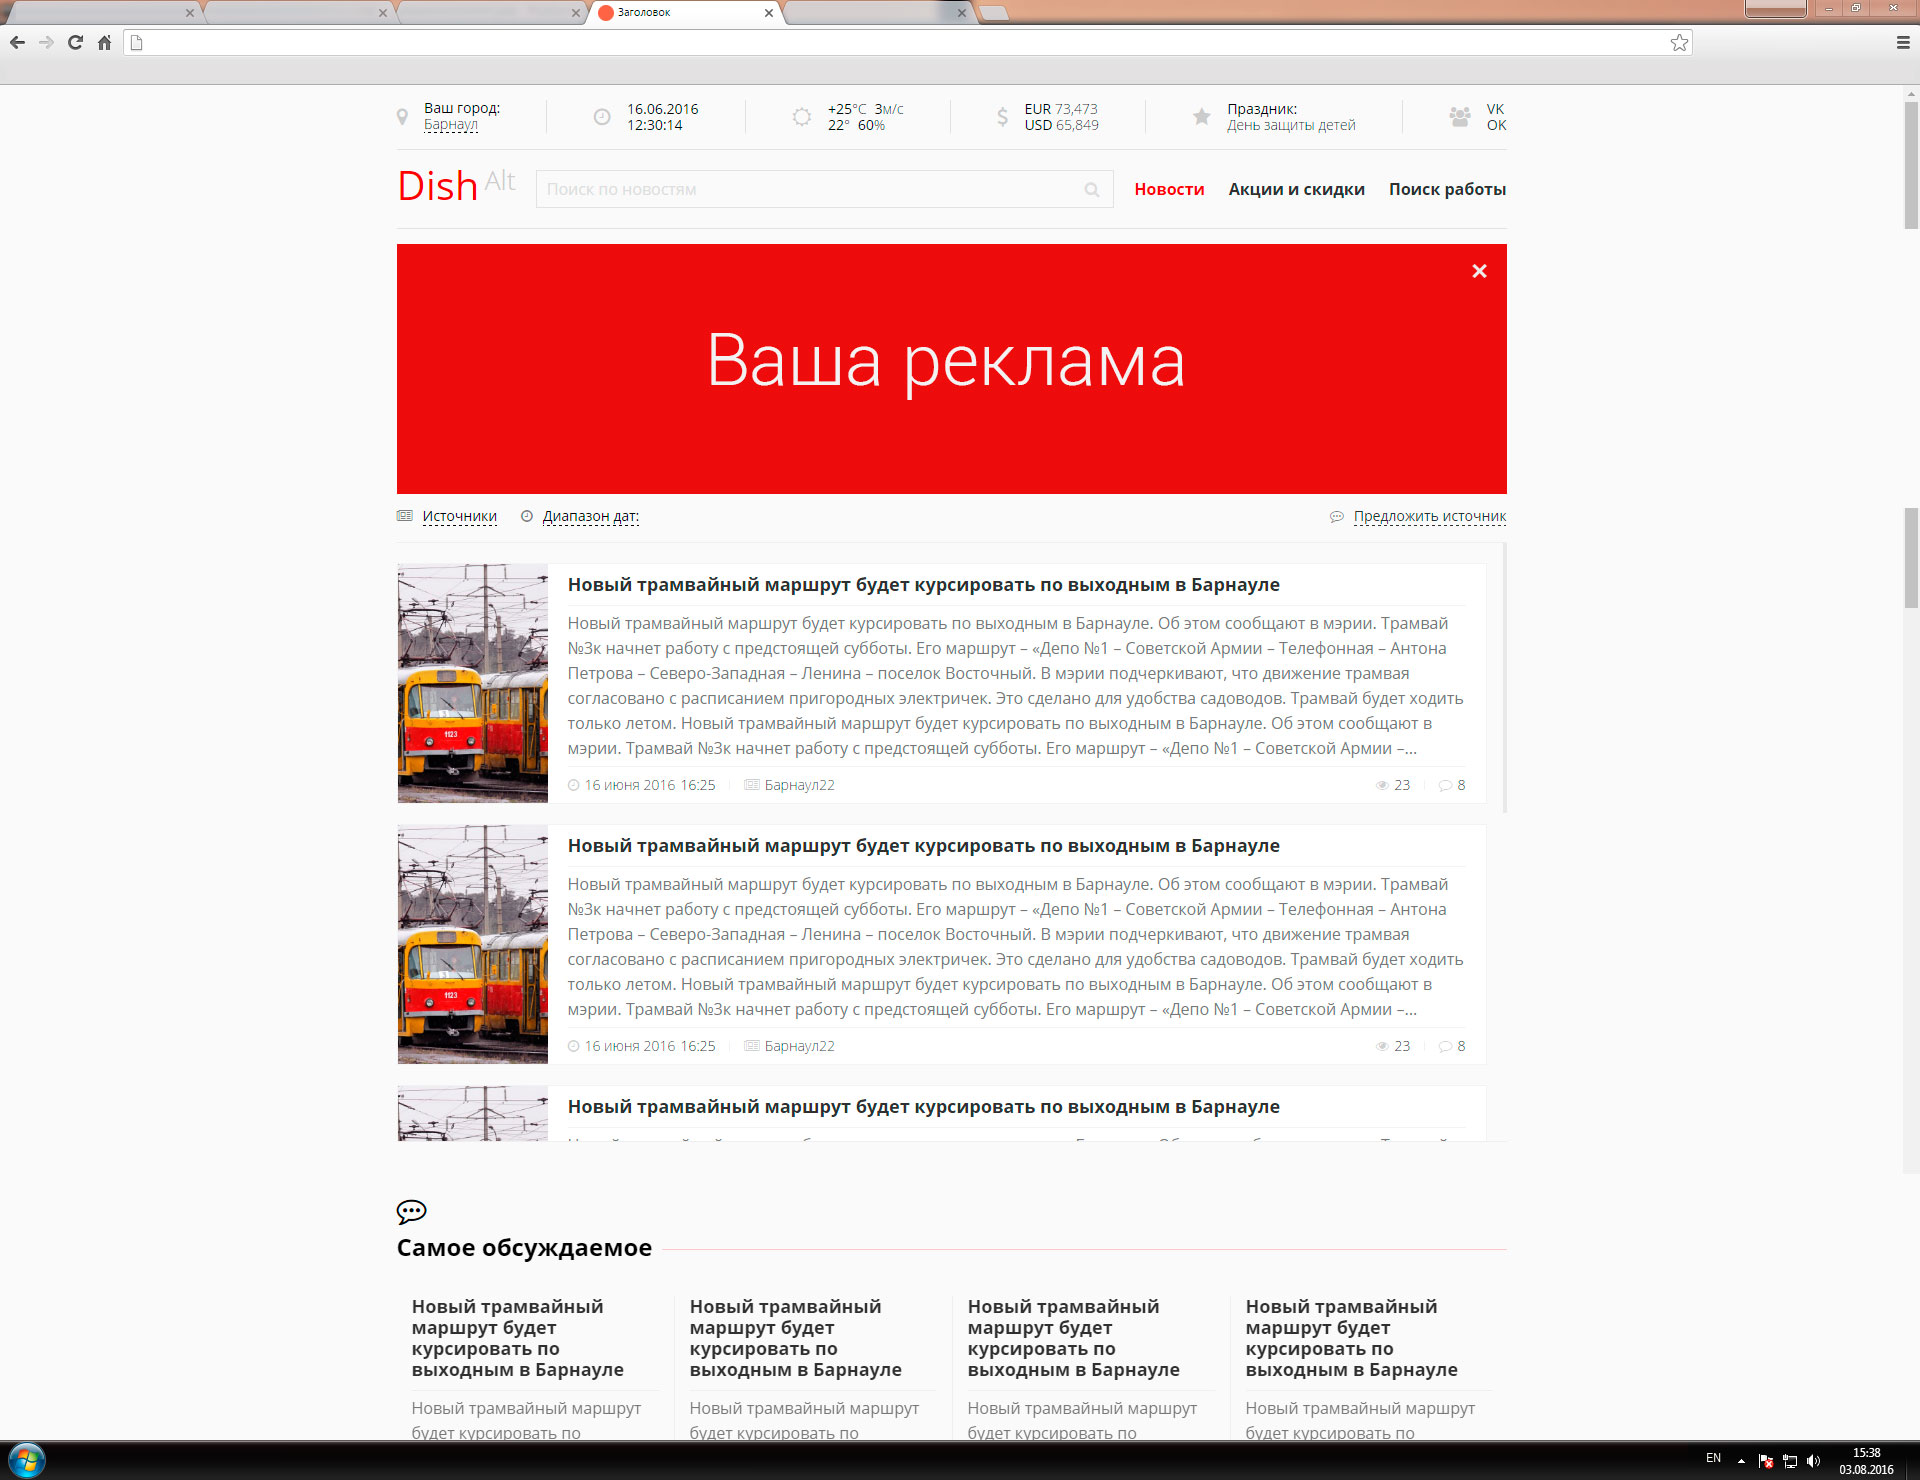 Заголовок
Ваш город:
Барнаул
16.06.2016
12:30:14
+25°C 3м/с
22° 60%
EUR 73,473
USD 65,849
Праздник:
День защиты детей
VK
OK
Dish Alt
Поиск по новостям
Новости
Акции и скидки
Поиск работы
Ваша реклама
Источники
Диапазон дат:
Предложить источник
Новый трамвайный маршрут будет курсировать по выходным в Барнауле
Новый трамвайный маршрут будет курсировать по выходным в Барнауле. Об этом сообщают в мэрии. Трамвай
№3к начнет работу с предстоящей субботы. Его маршрут – «Депо №1 – Советской Армии – Телефонная – Антона
Петрова – Северо-Западная – Ленина – поселок Восточный. В мэрии подчеркивают, что движение трамвая
согласовано с расписанием пригородных электричек. Это сделано для удобства садоводов. Трамвай будет ходить
только летом. Новый трамвайный маршрут будет курсировать по выходным в Барнауле. Об этом сообщают в
мэрии. Трамвай №3к начнет работу с предстоящей субботы. Его маршрут – «Депо №1 – Советской Армии –...
1123
16 июня 2016 16:25
Барнаул22
23
8
Новый трамвайный маршрут будет курсировать по выходным в Барнауле
Новый трамвайный маршрут будет курсировать по выходным в Барнауле. Об этом сообщают в мэрии. Трамвай
№3к начнет работу с предстоящей субботы. Его маршрут – «Депо №1 – Советской Армии – Телефонная – Антона
Петрова – Северо-Западная – Ленина – поселок Восточный. В мэрии подчеркивают, что движение трамвая
согласовано с расписанием пригородных электричек. Это сделано для удобства садоводов. Трамвай будет ходить
только летом. Новый трамвайный маршрут будет курсировать по выходным в Барнауле. Об этом сообщают в
мэрии. Трамвай №3к начнет работу с предстоящей субботы. Его маршрут – «Депо №1 – Советской Армии –...
1123
16 июня 2016 16:25
Барнаул22
23
8
Новый трамвайный маршрут будет курсировать по выходным в Барнауле
Самое обсуждаемое
Новый трамвайный
маршрут будет
курсировать по
выходным в Барнауле
Новый трамвайный маршрут
будет курсировать по
Новый трамвайный
маршрут будет
курсировать по
выходным в Барнауле
Новый трамвайный маршрут
будет курсировать по
Новый трамвайный
маршрут будет
курсировать по
выходным в Барнауле
Новый трамвайный маршрут
будет курсировать по
Новый трамвайный
маршрут будет
курсировать по
выходным в Барнауле
Новый трамвайный маршрут
будет курсировать по
EN
15:38
03.08.2016